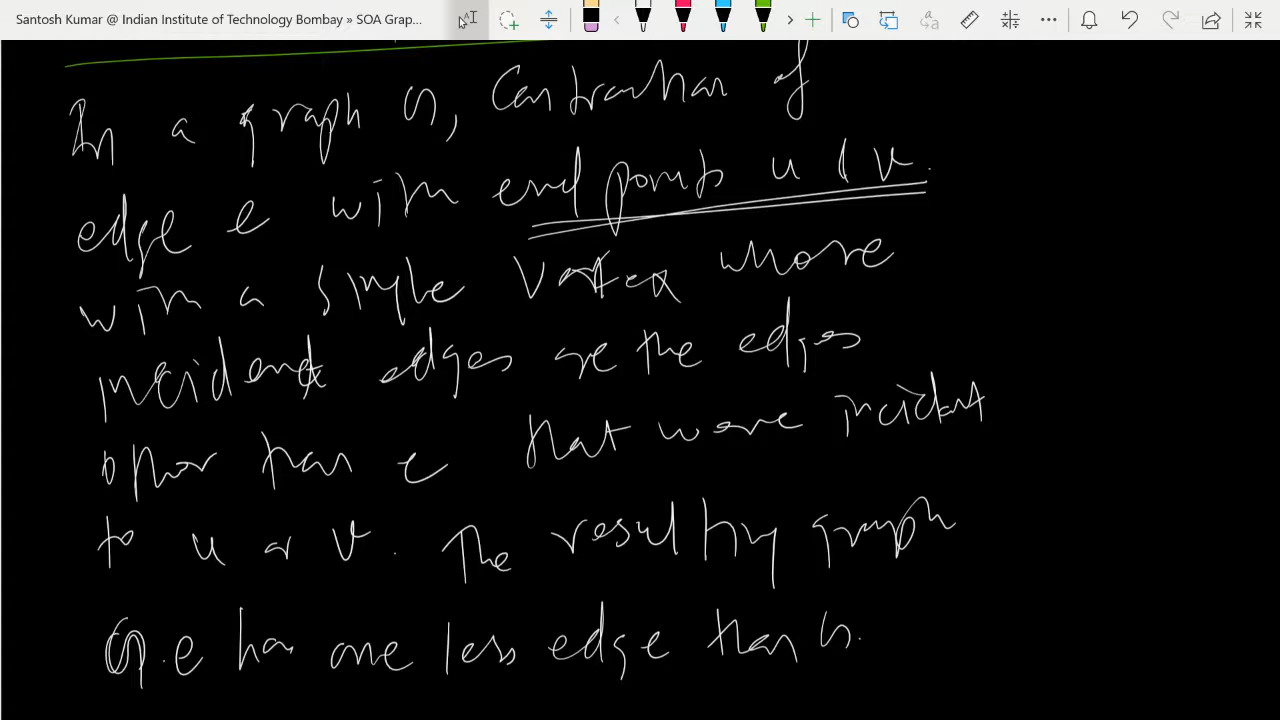 Santosh Kumar @ Indian Institute of Technology Bombay » SOA Grap...
In a graph G, Contraction of
edge e with end points u & v.
with a single vertex whose
incident edges are the edges
other than e that were incident
to u or v. The resulting graph
G.e has one less edge than G.